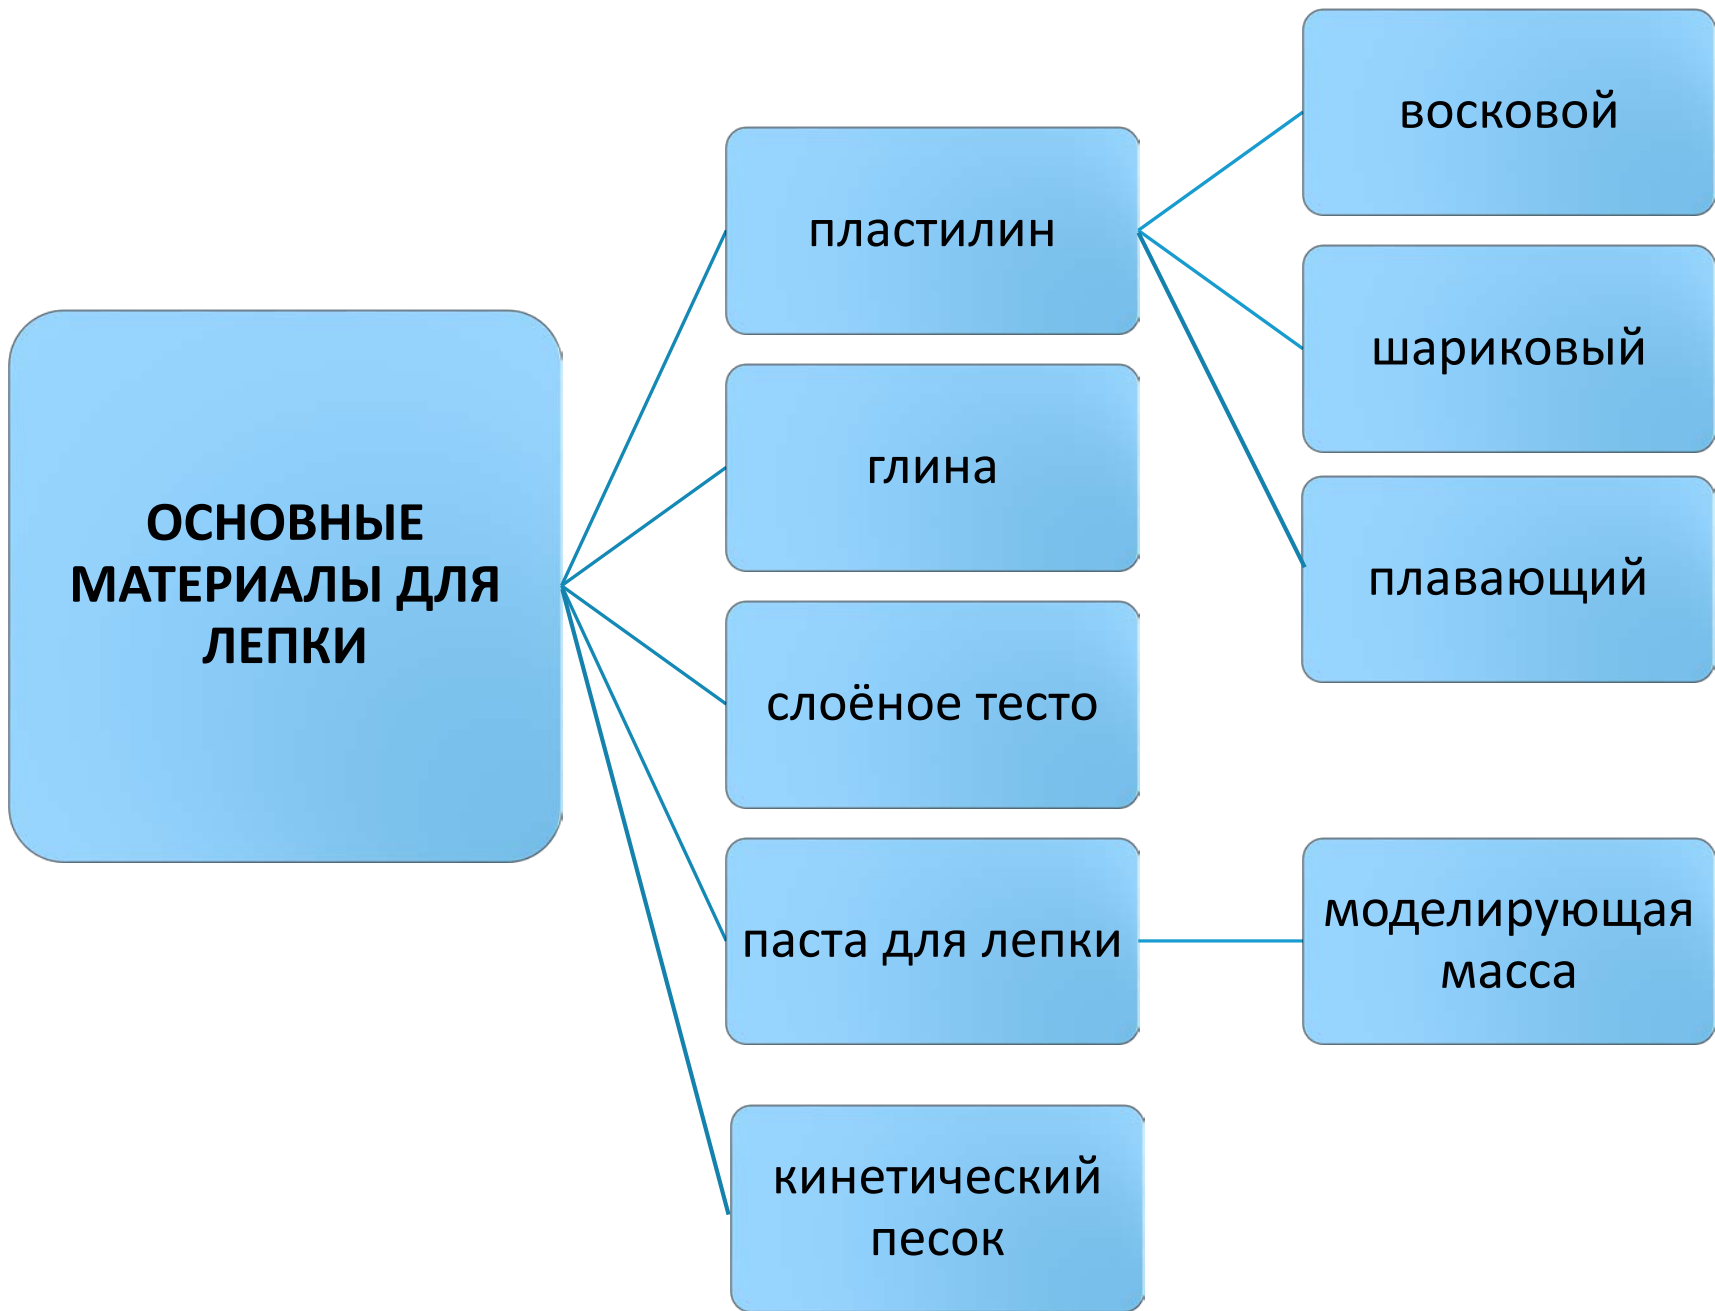 ОСНОВНЫЕ
МАТЕРИАЛЫ ДЛЯ
ЛЕПКИ
пластилин
восковой
шариковый
плавающий
глина
слоёное тесто
паста для лепки
моделирующая
масса
кинетический
песок